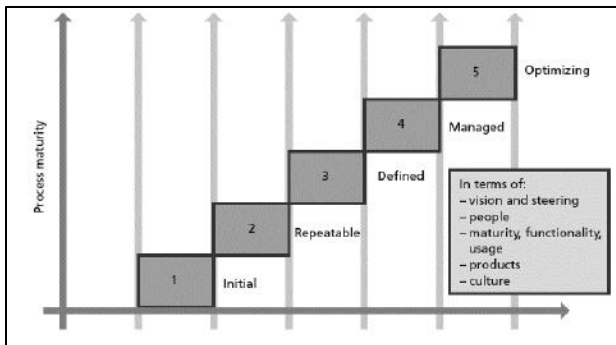 5
Optimizing
4
Managed
3
Defined
2
Repeatable
1
Initial
Process maturity
In terms of:
– vision and steering
– people
– maturity, functionality,
usage
– products
– culture